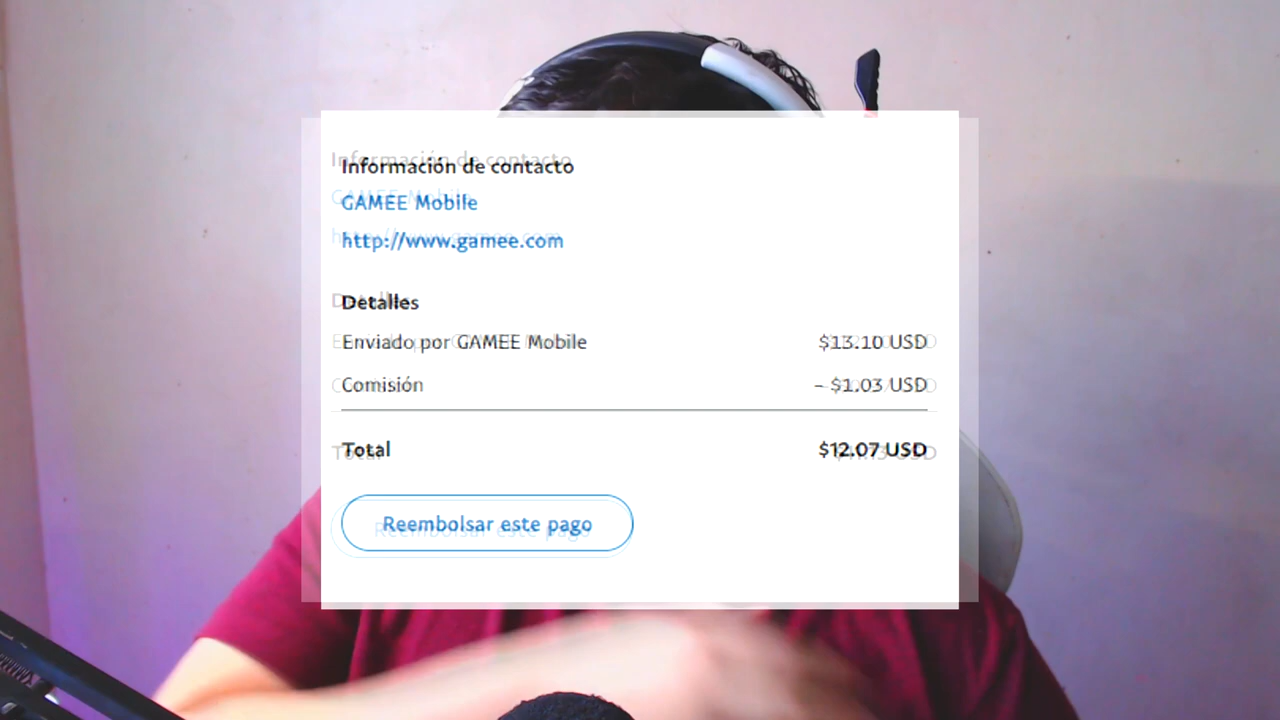 Información de contacto
GAMEE Mobile
http://www.gamee.com
Detalles
Enviado por GAMEE Mobile $13.10 USD
Comisión – $1.03 USD
Total $12.07 USD
Reembolsar este pago